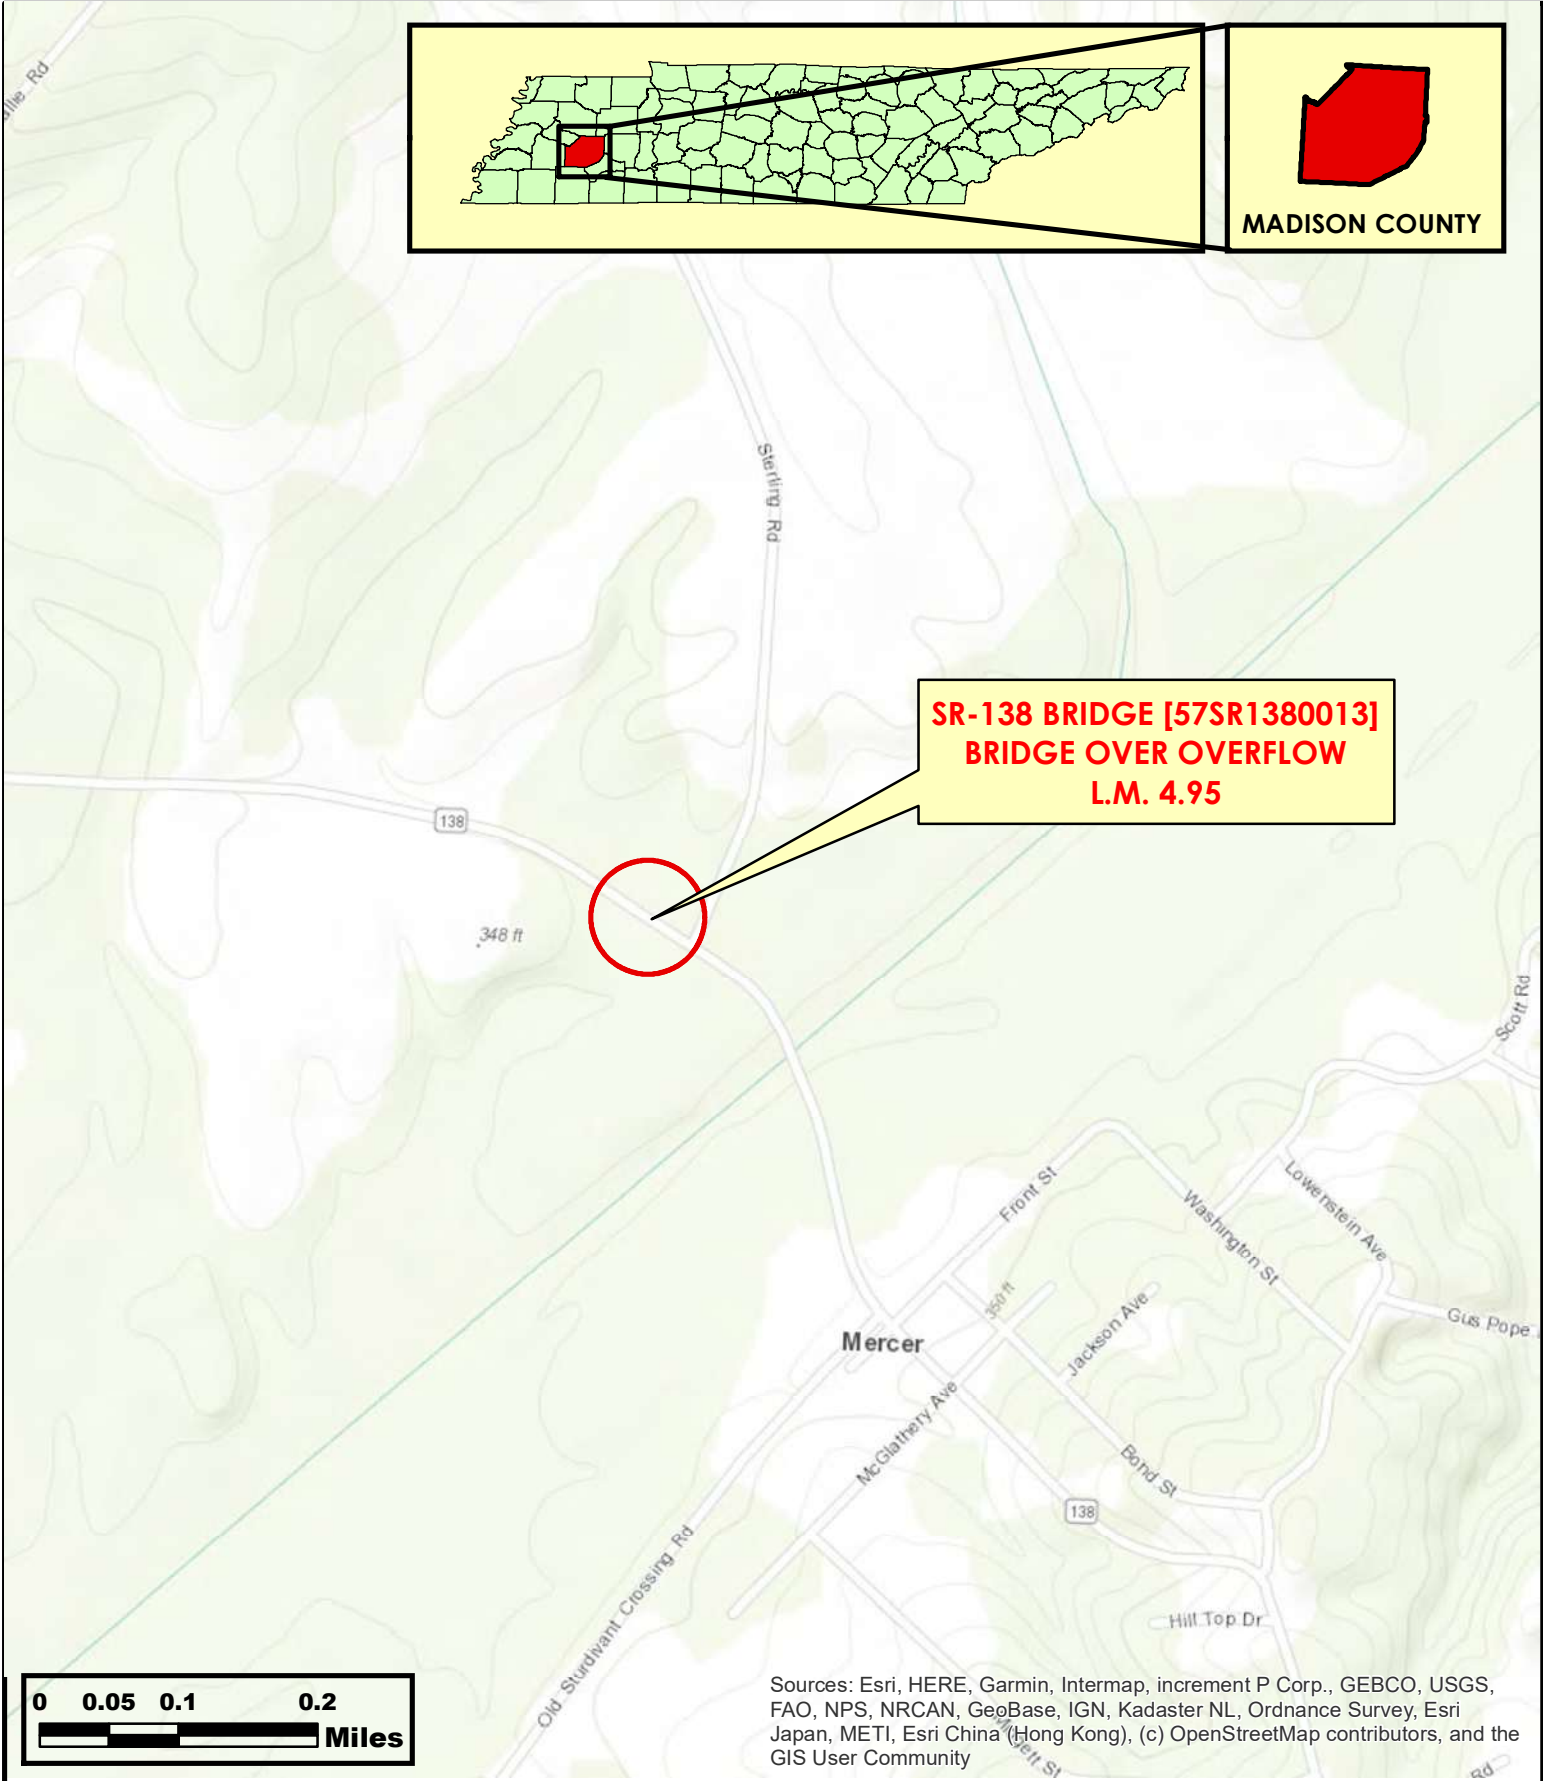 MADISON COUNTY
Sterling Rd
SR-138 BRIDGE [57SR1380013]
BRIDGE OVER OVERFLOW
L.M. 4.95
138
348 ft
Scott Rd
Front St
Lowenstein Ave
Washington St
350 ft
Jackson Ave
Gus Pope
Mercer
McGlathery Ave
Bond St
138
Old Sturdivant Crossing Rd
Hill Top Dr
0 0.05 0.1 0.2
Miles
Sources: Esri, HERE, Garmin, Intermap, increment P Corp., GEBCO, USGS,
FAO, NPS, NRCAN, GeoBase, IGN, Kadaster NL, Ordnance Survey, Esri
Japan, METI, Esri China (Hong Kong), (c) OpenStreetMap contributors, and the
GIS User Community
St
Rd